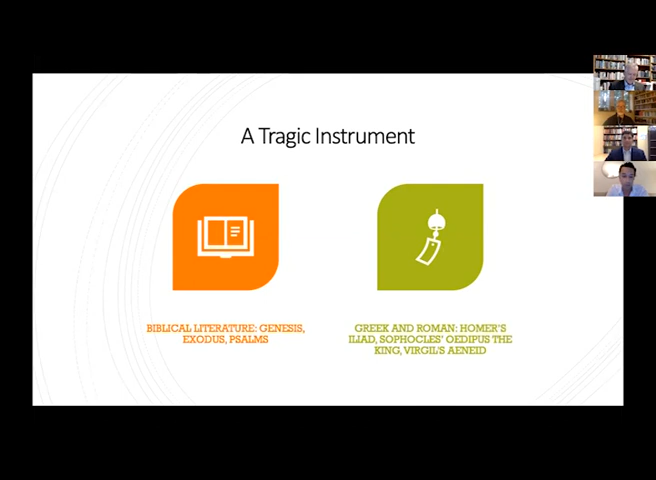 A Tragic Instrument
BIBLICAL LITERATURE: GENESIS,
EXODUS, PSALMS
GREEK AND ROMAN: HOMER'S
ILIAD, SOPHOCLES' OEDIPUS THE
KING, VIRGIL'S AENEID